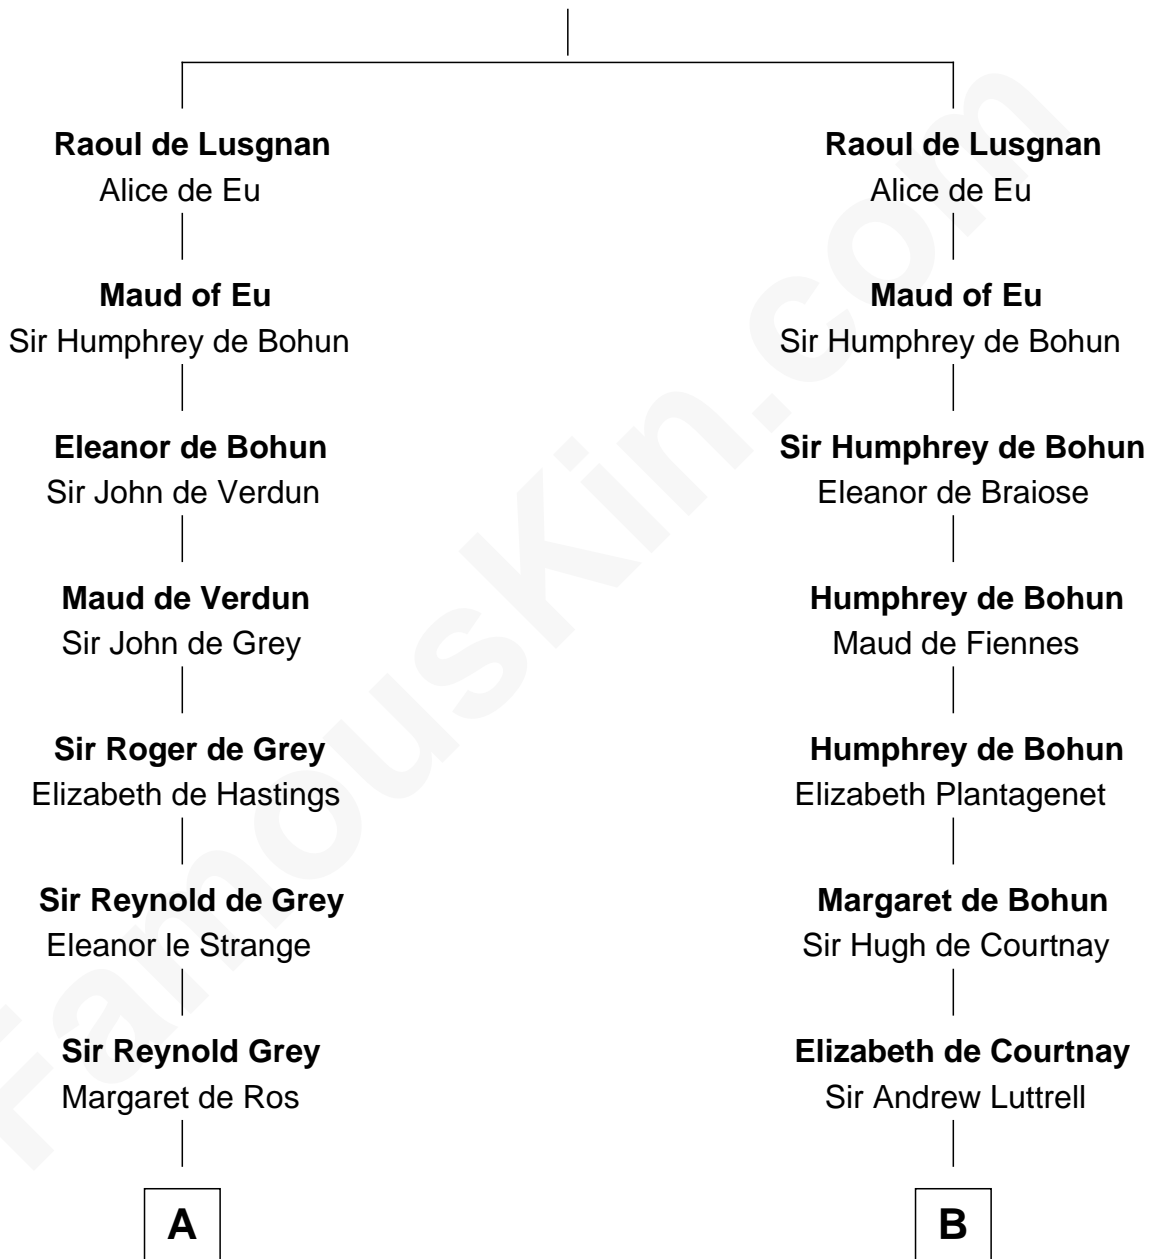 Raoul de Lusgnan
Alice de Eu
Maud of Eu
Sir Humphrey de Bohun
Eleanor de Bohun
Sir John de Verdun
Maud de Verdun
Sir John de Grey
Sir Roger de Grey
Elizabeth de Hastings
Sir Reynold de Grey
Eleanor le Strange
Sir Reynold Grey
Margaret de Ros
A
Raoul de Lusgnan
Alice de Eu
Maud of Eu
Sir Humphrey de Bohun
Sir Humphrey de Bohun
Eleanor de Braiose
Humphrey de Bohun
Maud de Fiennes
Humphrey de Bohun
Elizabeth Plantagenet
Margaret de Bohun
Sir Hugh de Courtnay
Elizabeth de Courtnay
Sir Andrew Luttrell
B
FamousKin.com